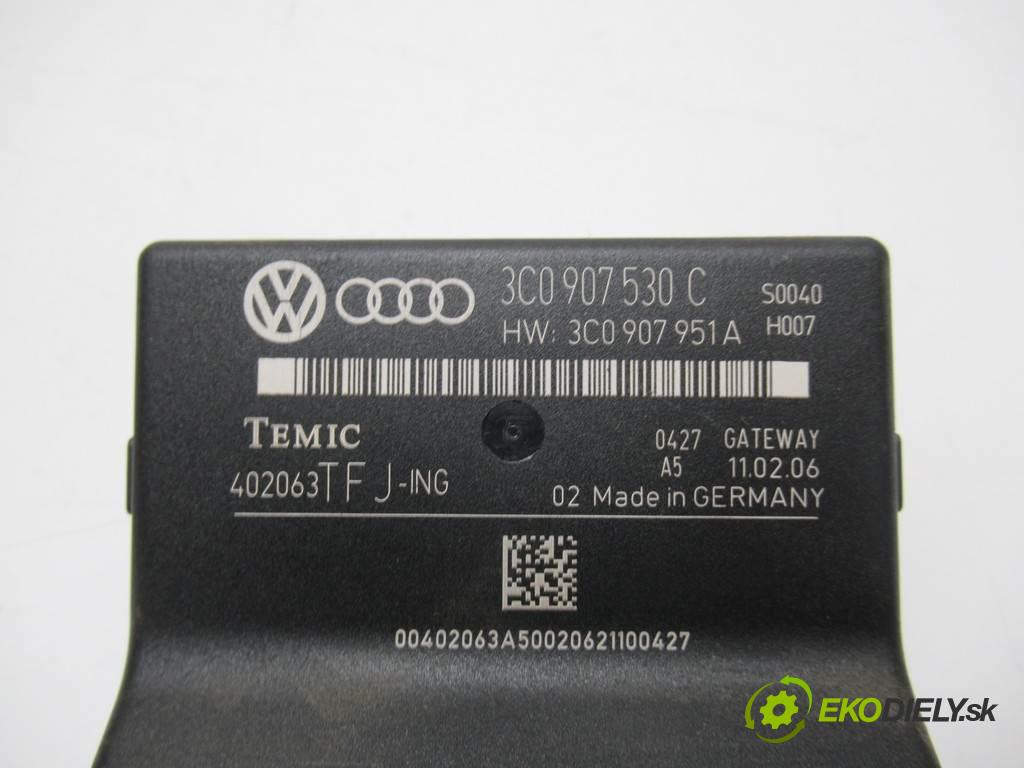 3C0 907 530 C S0040
HW: 3C0 907 951 A H007
TEMIC 0427 GATEWAY
A5 11.02.06
402063TFJ-ING
02 Made in GERMANY
00402063A50020621100427
EKODIELY.sk